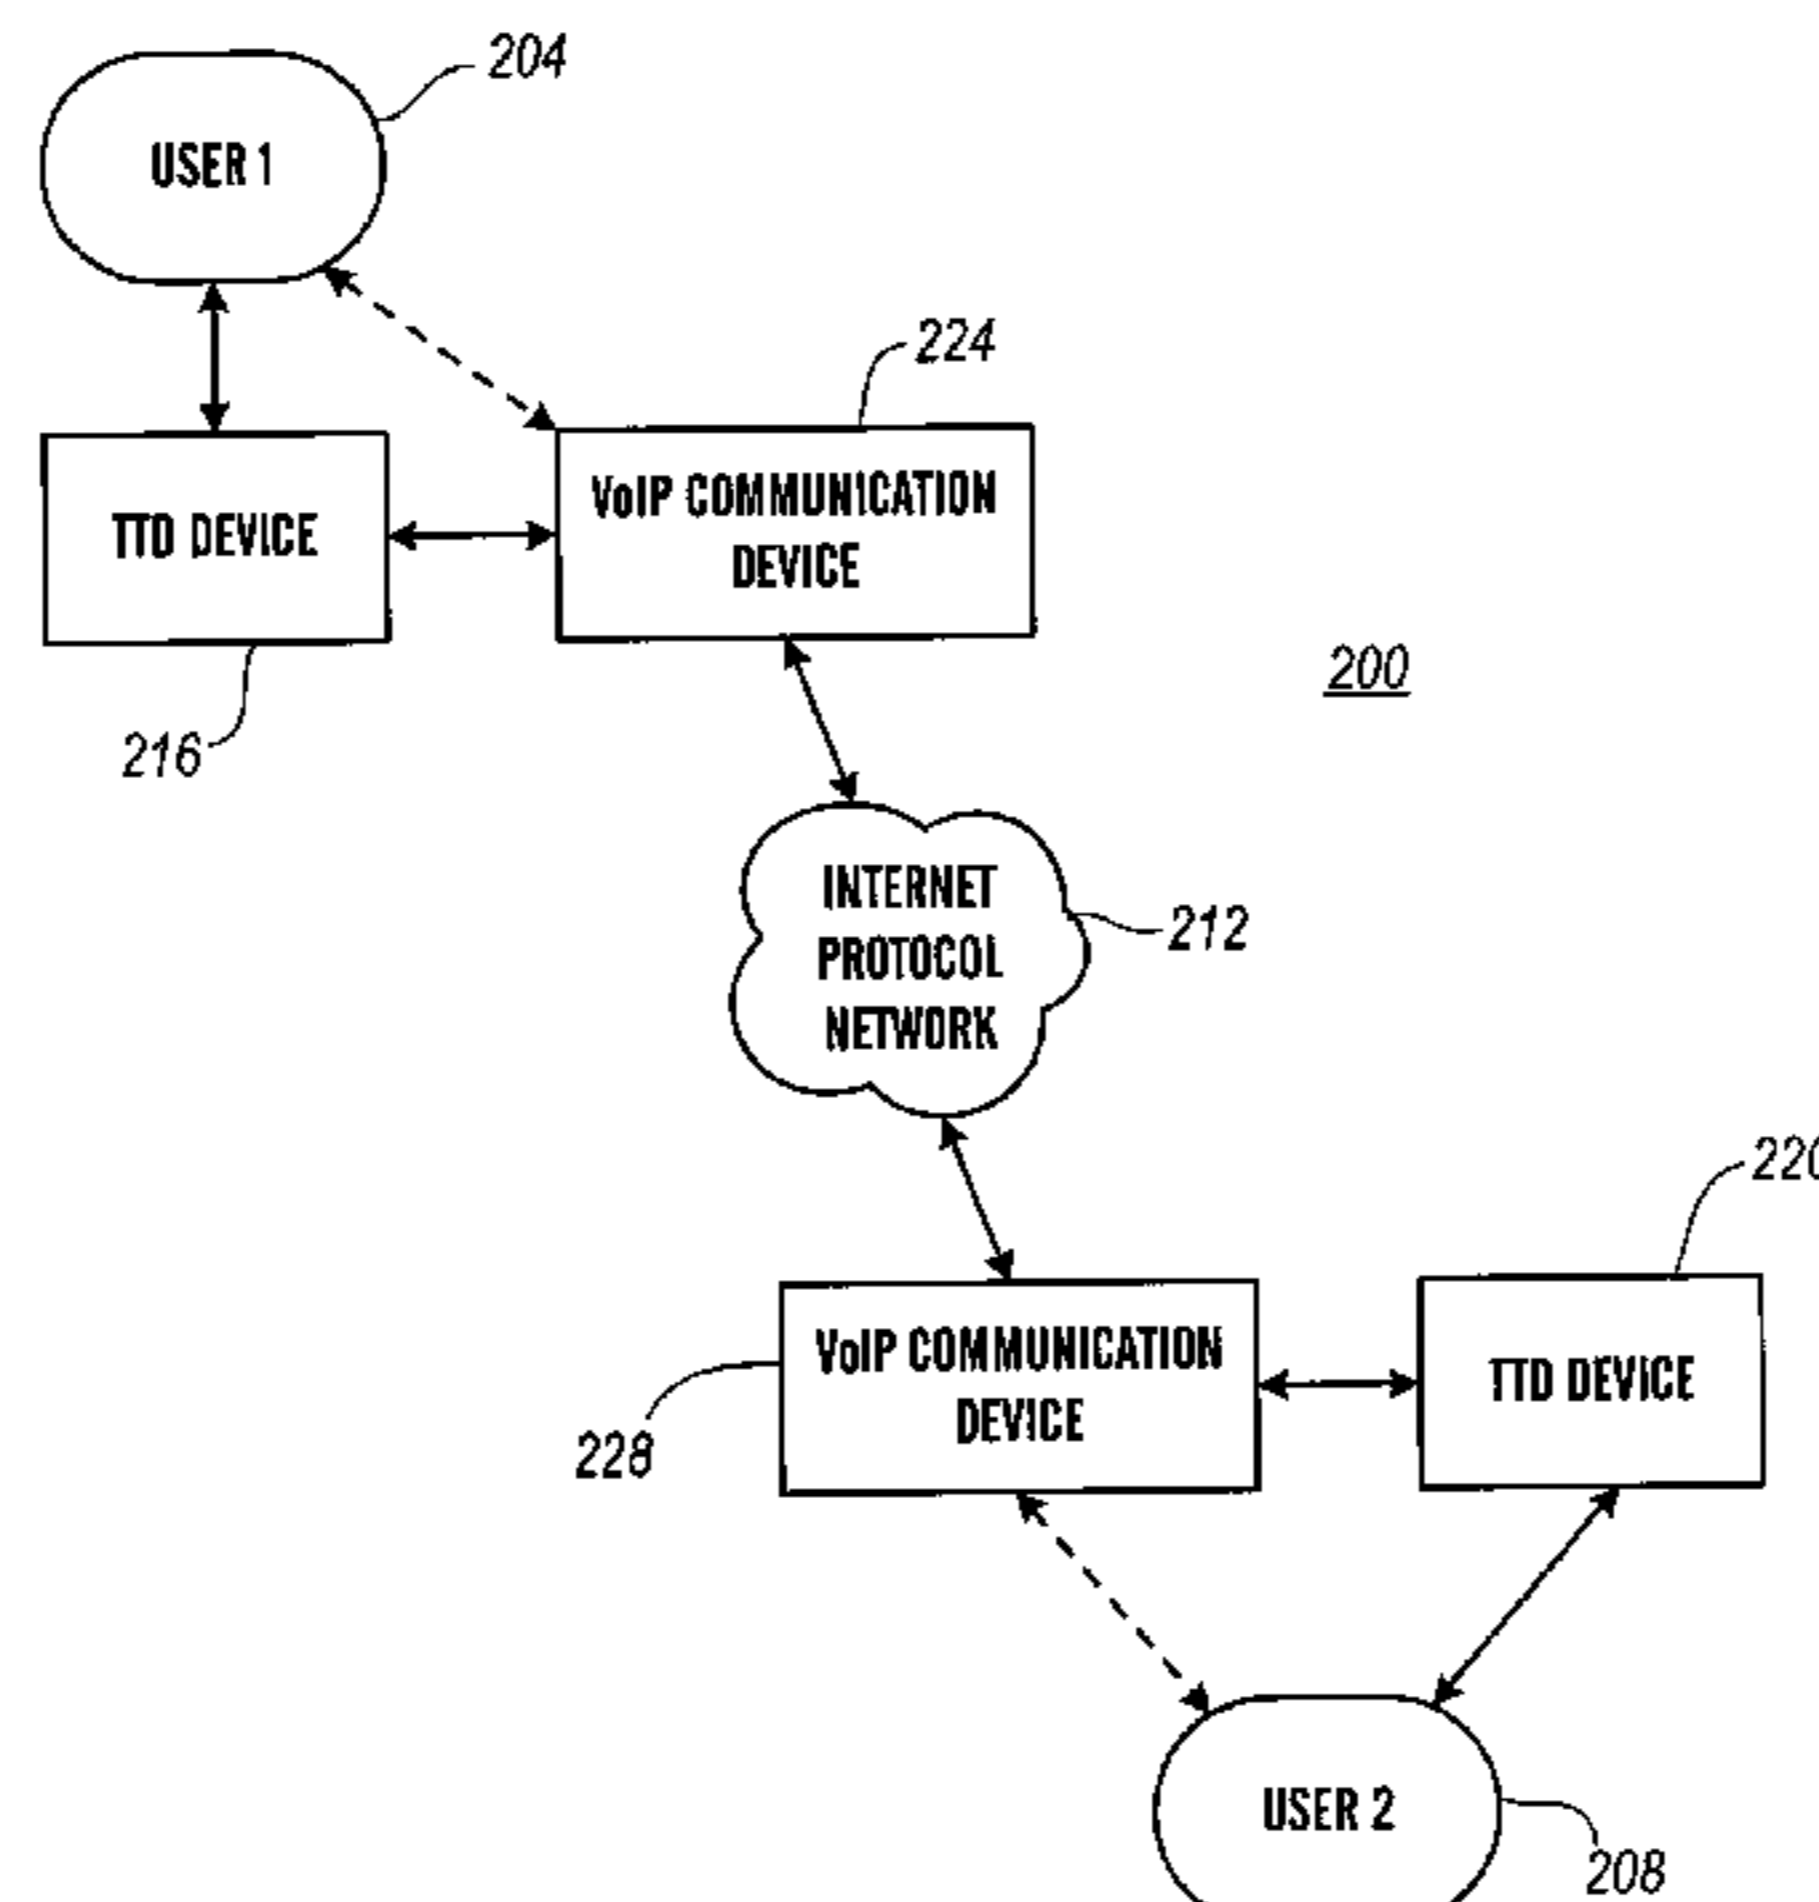 204
USER 1
224
VoIP COMMUNICATION
DEVICE
TTD DEVICE
200
216
INTERNET
PROTOCOL
NETWORK
212
220
VoIP COMMUNICATION
DEVICE
TTD DEVICE
228
USER 2
208